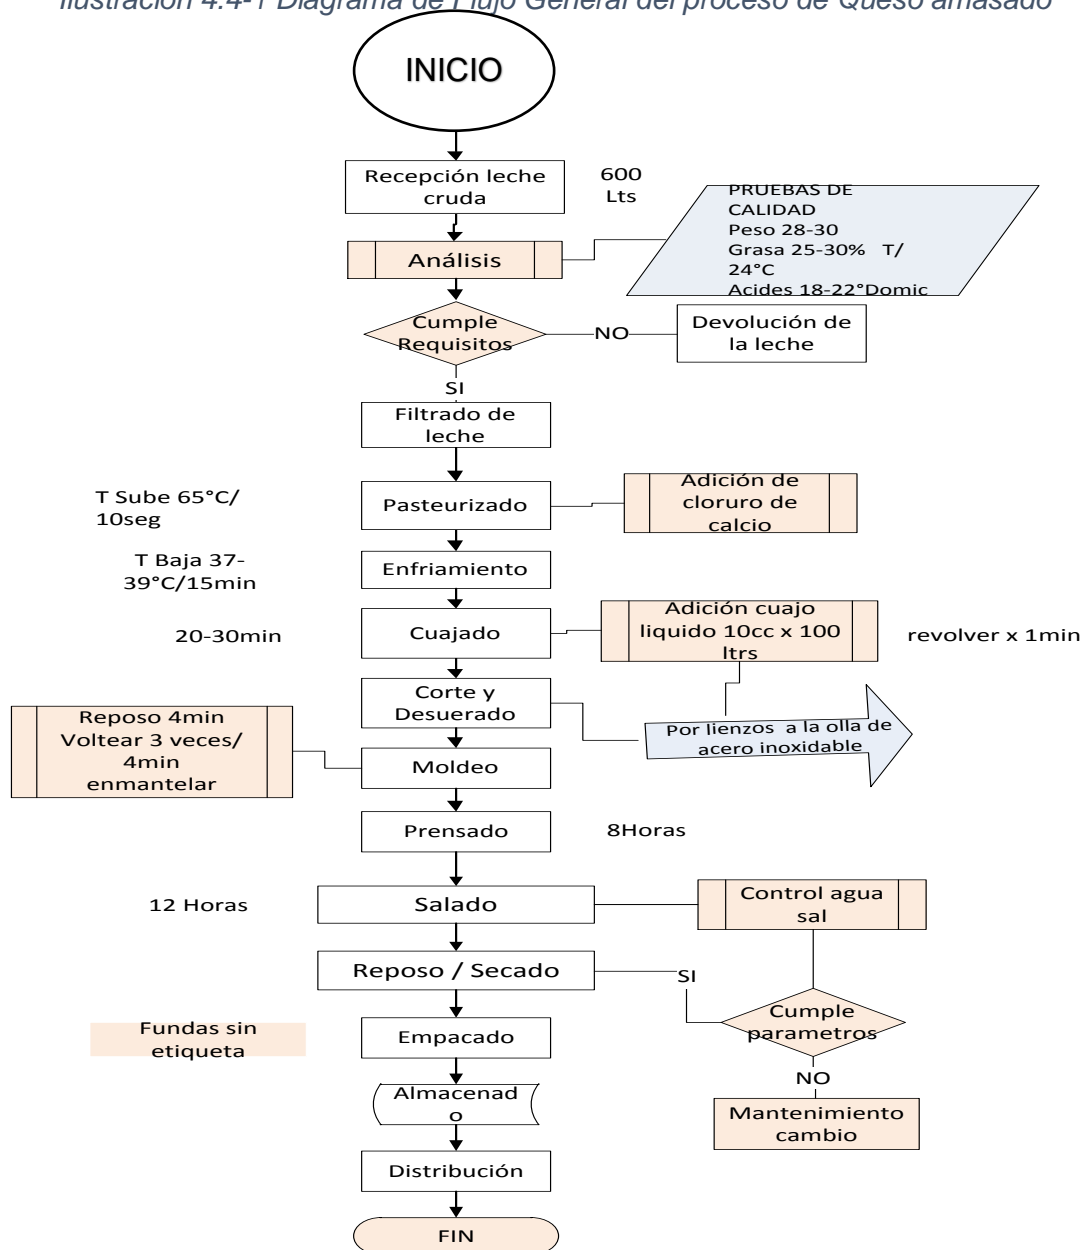 Ilustración 4.4-1 Diagrama de Flujo General del proceso de Queso amasado
INICIO
Recepción leche
cruda
600
Lts
PRUEBAS DE
CALIDAD
Peso 28-30
Grasa 25-30% T/
24°C
Acides 18-22°Domic
Análisis
Cumple
Requisitos
NO
Devolución de
la leche
SI
Filtrado de
leche
T Sube 65°C/
10seg
Pasteurizado
Adición de
cloruro de
calcio
T Baja 37-
39°C/15min
Enfriamiento
20-30min
Cuajado
Adición cuajo
liquido 10cc x 100
ltrs
revolver x 1min
Corte y
Desuerado
Por lienzos a la olla de
acero inoxidable
Reposo 4min
Voltear 3 veces/
4min
enmantelar
Moldeo
Prensado
8Horas
12 Horas
Salado
Control agua
sal
Reposo / Secado
SI
Cumple
parametros
Fundas sin
etiqueta
Empacado
NO
Almacenad
o
Mantenimiento
cambio
Distribución
FIN